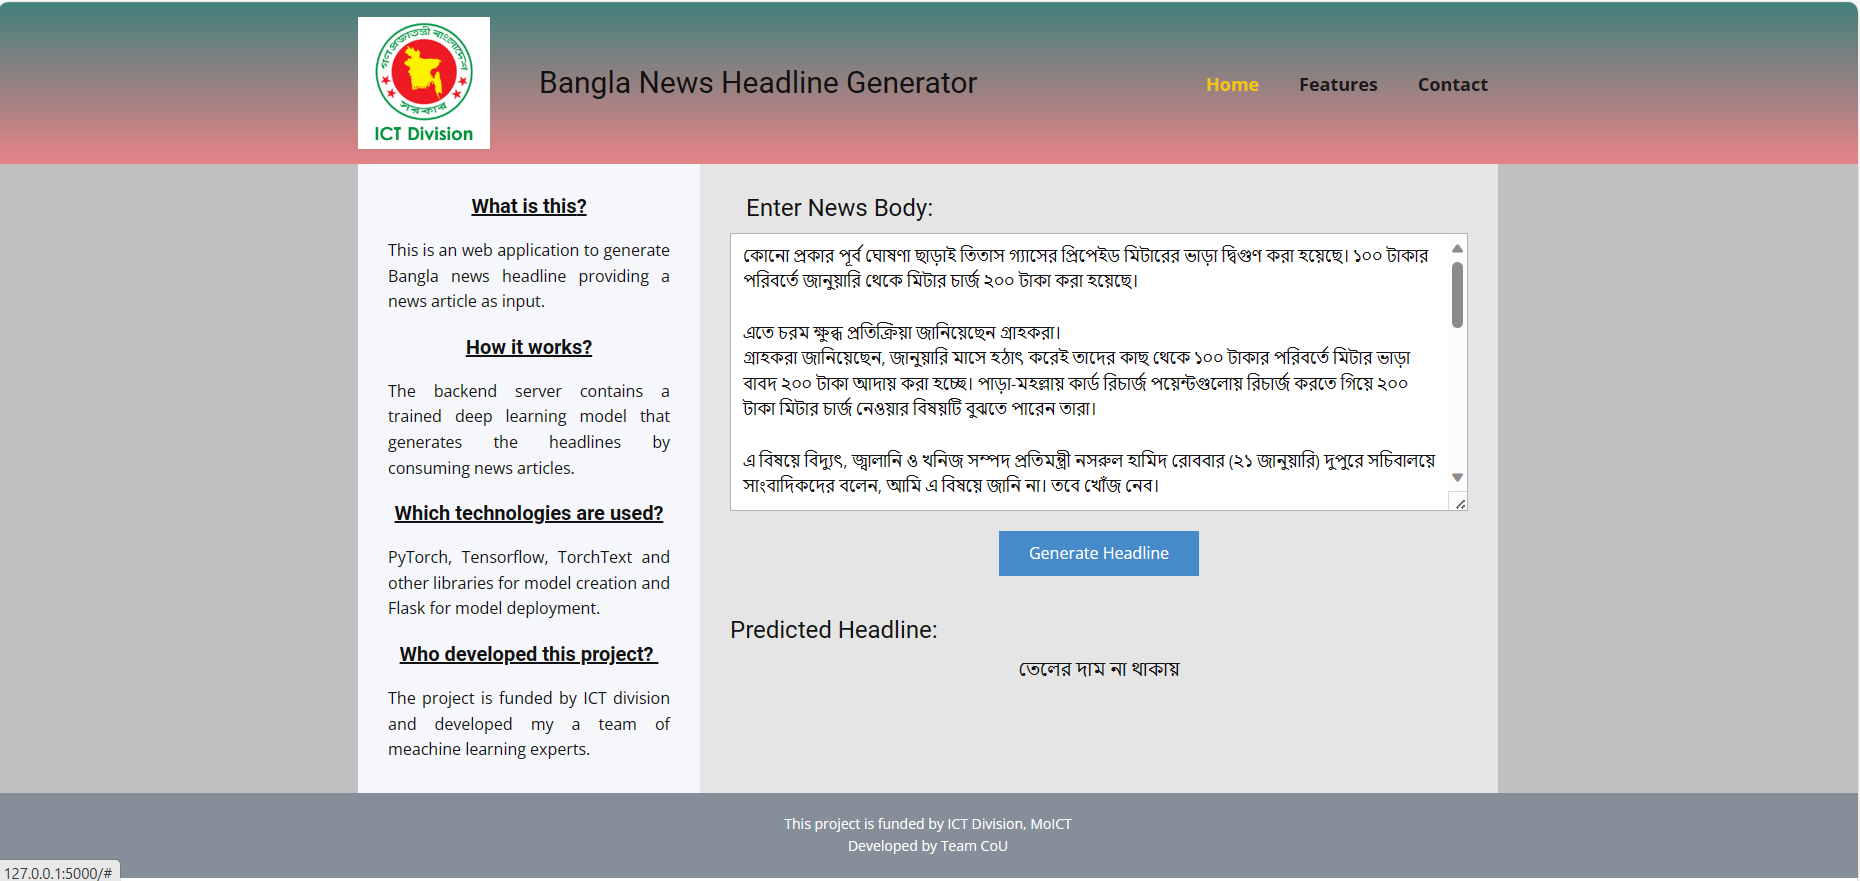 গণপ্রজাতন্ত্রী বাংলাদেশ
সরকার
ICT Division
Bangla News Headline Generator
Home
Features
Contact
What is this?
This is an web application to generate
Bangla news headline providing a
news article as input.
How it works?
The backend server contains a
trained deep learning model that
generates the headlines by
consuming news articles.
Which technologies are used?
PyTorch, Tensorflow, TorchText and
other libraries for model creation and
Flask for model deployment.
Who developed this project?
The project is funded by ICT division
and developed my a team of
meachine learning experts.
Enter News Body:
কোনো প্রকার পূর্ব ঘোষণা ছাড়াই তিতাস গ্যাসের প্রিপেইড মিটারের ভাড়া দ্বিগুণ করা হয়েছে। ১০০ টাকার
পরিবর্তে জানুয়ারি থেকে মিটার চার্জ ২০০ টাকা করা হয়েছে।
এতে চরম ক্ষুব্ধ প্রতিক্রিয়া জানিয়েছেন গ্রাহকরা।
গ্রাহকরা জানিয়েছেন, জানুয়ারি মাসে হঠাৎ করেই তাদের কাছ থেকে ১০০ টাকার পরিবর্তে মিটার ভাড়া
বাবদ ২০০ টাকা আদায় করা হচ্ছে। পাড়া-মহল্লায় কার্ড রিচার্জ পয়েন্টগুলোয় রিচার্জ করতে গিয়ে ২০০
টাকা মিটার চার্জ নেওয়ার বিষয়টি বুঝতে পারেন তারা।
এ বিষয়ে বিদ্যুৎ, জ্বালানি ও খনিজ সম্পদ প্রতিমন্ত্রী নসরুল হামিদ রোববার (২১ জানুয়ারি) দুপুরে সচিবালয়ে
সাংবাদিকদের বলেন, আমি এ বিষয়ে জানি না। তবে খোঁজ নেব।
Generate Headline
Predicted Headline:
তেলের দাম না থাকায়
This project is funded by ICT Division, MoICT
Developed by Team CoU
127.0.0.1:5000/#